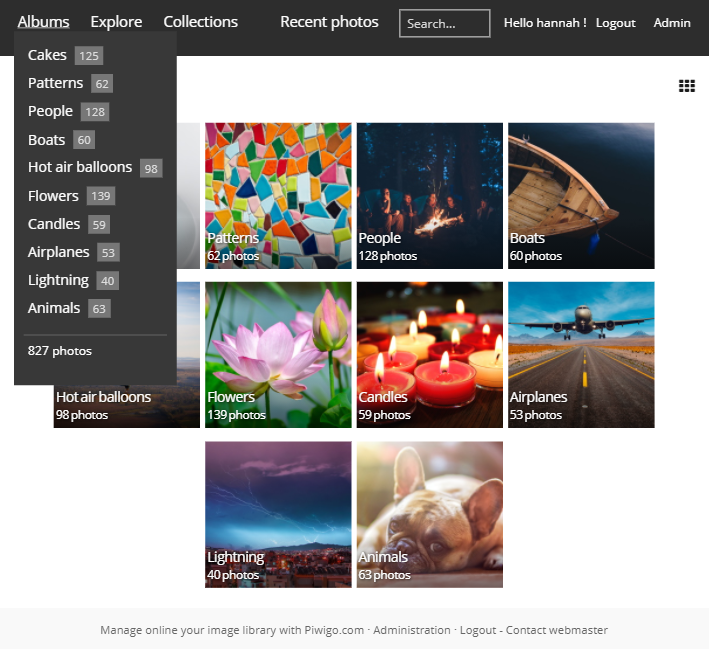 Albums Explore Collections Recent photos Search... Hello hannah ! Logout Admin
Cakes 125
Patterns 62
People 128
Boats 60
Hot air balloons 98
Flowers 139
Candles 59
Airplanes 53
Lightning 40
Animals 63
827 photos
Patterns
62 photos
People
128 photos
Boats
60 photos
Hot air balloons
98 photos
Flowers
139 photos
Candles
59 photos
Airplanes
53 photos
Lightning
40 photos
Animals
63 photos
Manage online your image library with Piwigo.com · Administration · Logout - Contact webmaster